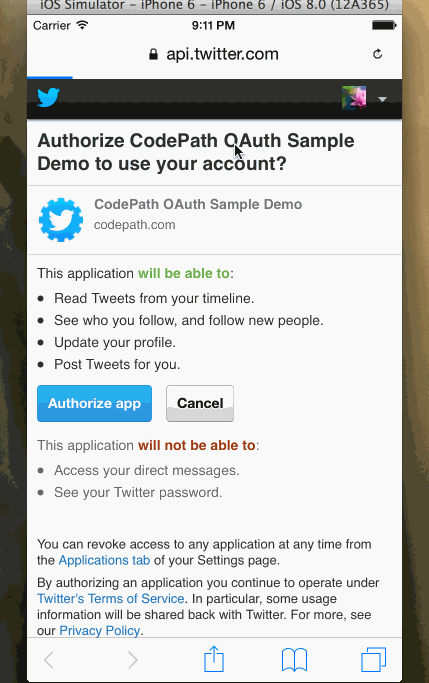 iOS Simulator - iPhone 6 - iPhone 6 / iOS 8.0 (12A365)
Carrier 9:11 PM
api.twitter.com
Authorize CodePath OAuth Sample
Demo to use your account?
CodePath OAuth Sample Demo
codepath.com
This application will be able to:
• Read Tweets from your timeline.
• See who you follow, and follow new people.
• Update your profile.
• Post Tweets for you.
Authorize app Cancel
This application will not be able to:
• Access your direct messages.
• See your Twitter password.
You can revoke access to any application at any time from
the Applications tab of your Settings page.
By authorizing an application you continue to operate under
Twitter's Terms of Service. In particular, some usage
information will be shared back with Twitter. For more, see
our Privacy Policy.